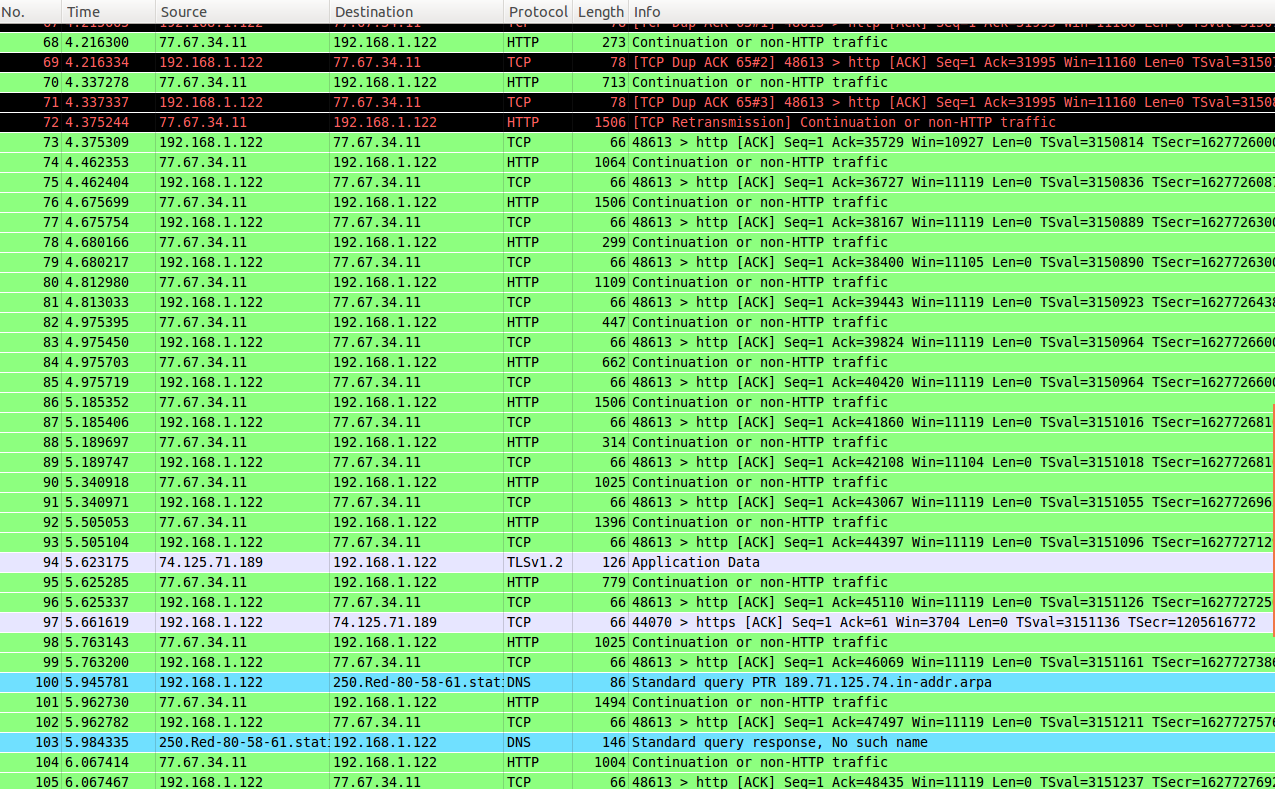 No. Time Source Destination Protocol Length Info
68 4.216300 77.67.34.11 192.168.1.122 HTTP 273 Continuation or non-HTTP traffic
69 4.216334 192.168.1.122 77.67.34.11 TCP 78 [TCP Dup ACK 65#2] 48613 > http [ACK] Seq=1 Ack=31995 Win=11160 Len=0 TSval=31507
70 4.337278 77.67.34.11 192.168.1.122 HTTP 713 Continuation or non-HTTP traffic
71 4.337337 192.168.1.122 77.67.34.11 TCP 78 [TCP Dup ACK 65#3] 48613 > http [ACK] Seq=1 Ack=31995 Win=11160 Len=0 TSval=31508
72 4.375244 77.67.34.11 192.168.1.122 HTTP 1506 [TCP Retransmission] Continuation or non-HTTP traffic
73 4.375309 192.168.1.122 77.67.34.11 TCP 66 48613 > http [ACK] Seq=1 Ack=35729 Win=10927 Len=0 TSval=3150814 TSecr=1627726000
74 4.462353 77.67.34.11 192.168.1.122 HTTP 1064 Continuation or non-HTTP traffic
75 4.462404 192.168.1.122 77.67.34.11 TCP 66 48613 > http [ACK] Seq=1 Ack=36727 Win=11119 Len=0 TSval=3150836 TSecr=1627726087
76 4.675699 77.67.34.11 192.168.1.122 HTTP 1506 Continuation or non-HTTP traffic
77 4.675754 192.168.1.122 77.67.34.11 TCP 66 48613 > http [ACK] Seq=1 Ack=38167 Win=11119 Len=0 TSval=3150889 TSecr=1627726300
78 4.680166 77.67.34.11 192.168.1.122 HTTP 299 Continuation or non-HTTP traffic
79 4.680217 192.168.1.122 77.67.34.11 TCP 66 48613 > http [ACK] Seq=1 Ack=38400 Win=11105 Len=0 TSval=3150890 TSecr=1627726300
80 4.812980 77.67.34.11 192.168.1.122 HTTP 1109 Continuation or non-HTTP traffic
81 4.813033 192.168.1.122 77.67.34.11 TCP 66 48613 > http [ACK] Seq=1 Ack=39443 Win=11119 Len=0 TSval=3150923 TSecr=1627726438
82 4.975395 77.67.34.11 192.168.1.122 HTTP 447 Continuation or non-HTTP traffic
83 4.975450 192.168.1.122 77.67.34.11 TCP 66 48613 > http [ACK] Seq=1 Ack=39824 Win=11119 Len=0 TSval=3150964 TSecr=1627726600
84 4.975703 77.67.34.11 192.168.1.122 HTTP 662 Continuation or non-HTTP traffic
85 4.975719 192.168.1.122 77.67.34.11 TCP 66 48613 > http [ACK] Seq=1 Ack=40420 Win=11119 Len=0 TSval=3150964 TSecr=1627726600
86 5.185352 77.67.34.11 192.168.1.122 HTTP 1506 Continuation or non-HTTP traffic
87 5.185406 192.168.1.122 77.67.34.11 TCP 66 48613 > http [ACK] Seq=1 Ack=41860 Win=11119 Len=0 TSval=3151016 TSecr=162772681
88 5.189697 77.67.34.11 192.168.1.122 HTTP 314 Continuation or non-HTTP traffic
89 5.189747 192.168.1.122 77.67.34.11 TCP 66 48613 > http [ACK] Seq=1 Ack=42108 Win=11104 Len=0 TSval=3151018 TSecr=162772681
90 5.340918 77.67.34.11 192.168.1.122 HTTP 1025 Continuation or non-HTTP traffic
91 5.340971 192.168.1.122 77.67.34.11 TCP 66 48613 > http [ACK] Seq=1 Ack=43067 Win=11119 Len=0 TSval=3151055 TSecr=162772696
92 5.505053 77.67.34.11 192.168.1.122 HTTP 1396 Continuation or non-HTTP traffic
93 5.505104 192.168.1.122 77.67.34.11 TCP 66 48613 > http [ACK] Seq=1 Ack=44397 Win=11119 Len=0 TSval=3151096 TSecr=162772712
94 5.623175 74.125.71.189 192.168.1.122 TLSv1.2 126 Application Data
95 5.625285 77.67.34.11 192.168.1.122 HTTP 779 Continuation or non-HTTP traffic
96 5.625337 192.168.1.122 77.67.34.11 TCP 66 48613 > http [ACK] Seq=1 Ack=45110 Win=11119 Len=0 TSval=3151126 TSecr=162772725
97 5.661619 192.168.1.122 74.125.71.189 TCP 66 44070 > https [ACK] Seq=1 Ack=61 Win=3704 Len=0 TSval=3151136 TSecr=1205616772
98 5.763143 77.67.34.11 192.168.1.122 HTTP 1025 Continuation or non-HTTP traffic
99 5.763200 192.168.1.122 77.67.34.11 TCP 66 48613 > http [ACK] Seq=1 Ack=46069 Win=11119 Len=0 TSval=3151161 TSecr=1627727386
100 5.945781 192.168.1.122 250.Red-80-58-61.stati DNS 86 Standard query PTR 189.71.125.74.in-addr.arpa
101 5.962730 77.67.34.11 192.168.1.122 HTTP 1494 Continuation or non-HTTP traffic
102 5.962782 192.168.1.122 77.67.34.11 TCP 66 48613 > http [ACK] Seq=1 Ack=47497 Win=11119 Len=0 TSval=3151211 TSecr=1627727576
103 5.984335 250.Red-80-58-61.stati 192.168.1.122 DNS 146 Standard query response, No such name
104 6.067414 77.67.34.11 192.168.1.122 HTTP 1004 Continuation or non-HTTP traffic
105 6.067467 192.168.1.122 77.67.34.11 TCP 66 48613 > http [ACK] Seq=1 Ack=48435 Win=11119 Len=0 TSval=3151237 TSecr=1627727692